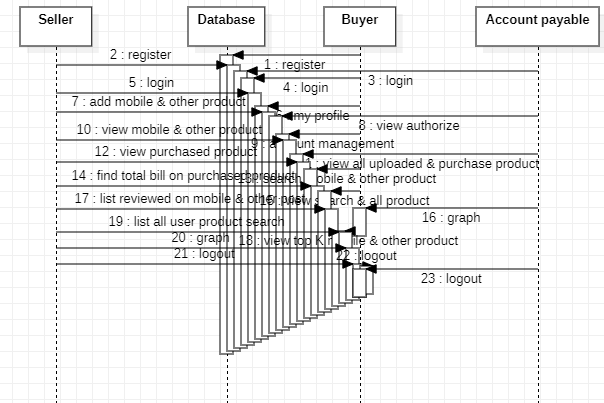 Seller
Database
Buyer
Account payable
2 : register
1 : register
3 : login
4 : login
5 : login
7 : add mobile & other product
my profile
8 : view authorize
management
10 : view mobile & other product
12 : view purchased product
: view all uploaded & purchase product
14 : find total bill on purchased product
& other product
17 : list reviewed on mobile & other post
& all product
16 : graph
19 : list all user product search
20 : graph
18 : view top K
& other product
21 : logout
22 : logout
23 : logout